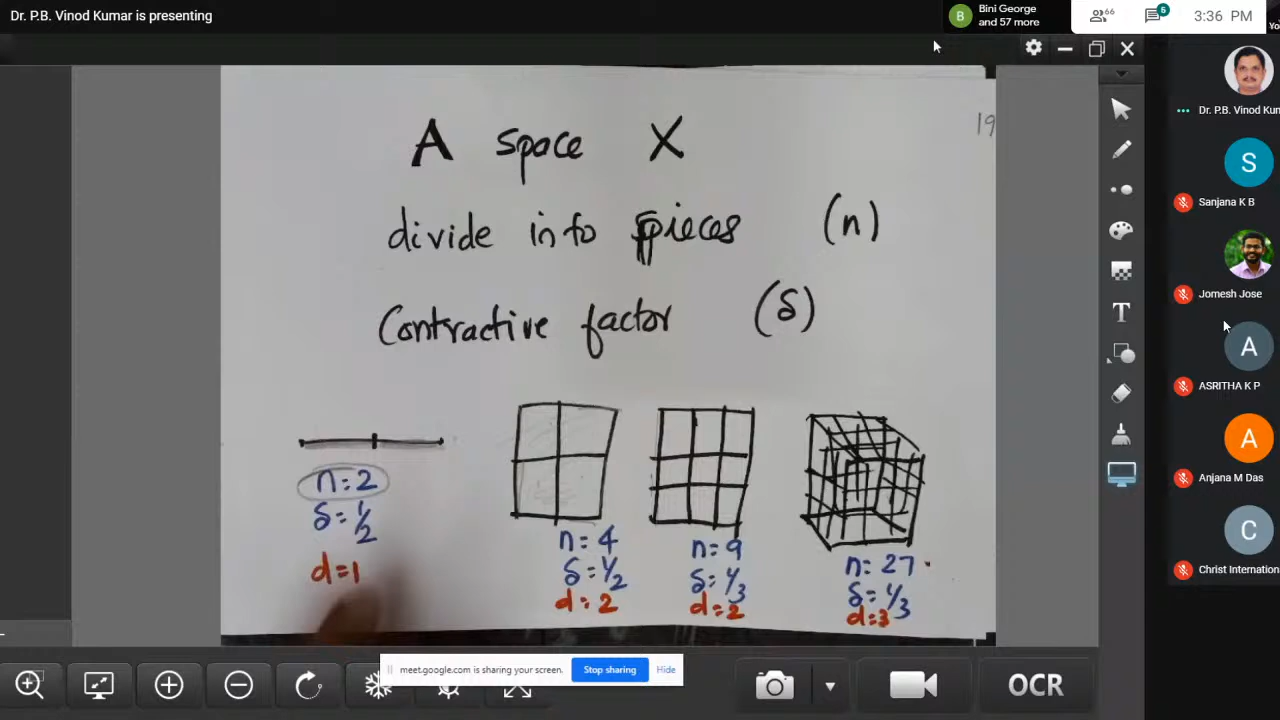 Dr. P.B. Vinod Kumar is presenting
B
Bini George
and 57 more
66
5
3:36 PM
19
A space X
divide into pieces (n)
Contractive factor (δ)
n=2
δ=1/2
d=1
n=4
δ=1/2
d=2
n=9
δ=1/3
d=2
n=27
δ=1/3
d=3
T
Dr. P.B. Vinod Kum
S
Sanjana K B
Jomesh Jose
A
ASRITHA K P
A
Anjana M Das
C
Christ Internation
meet.google.com is sharing your screen.
Stop sharing
Hide
OCR